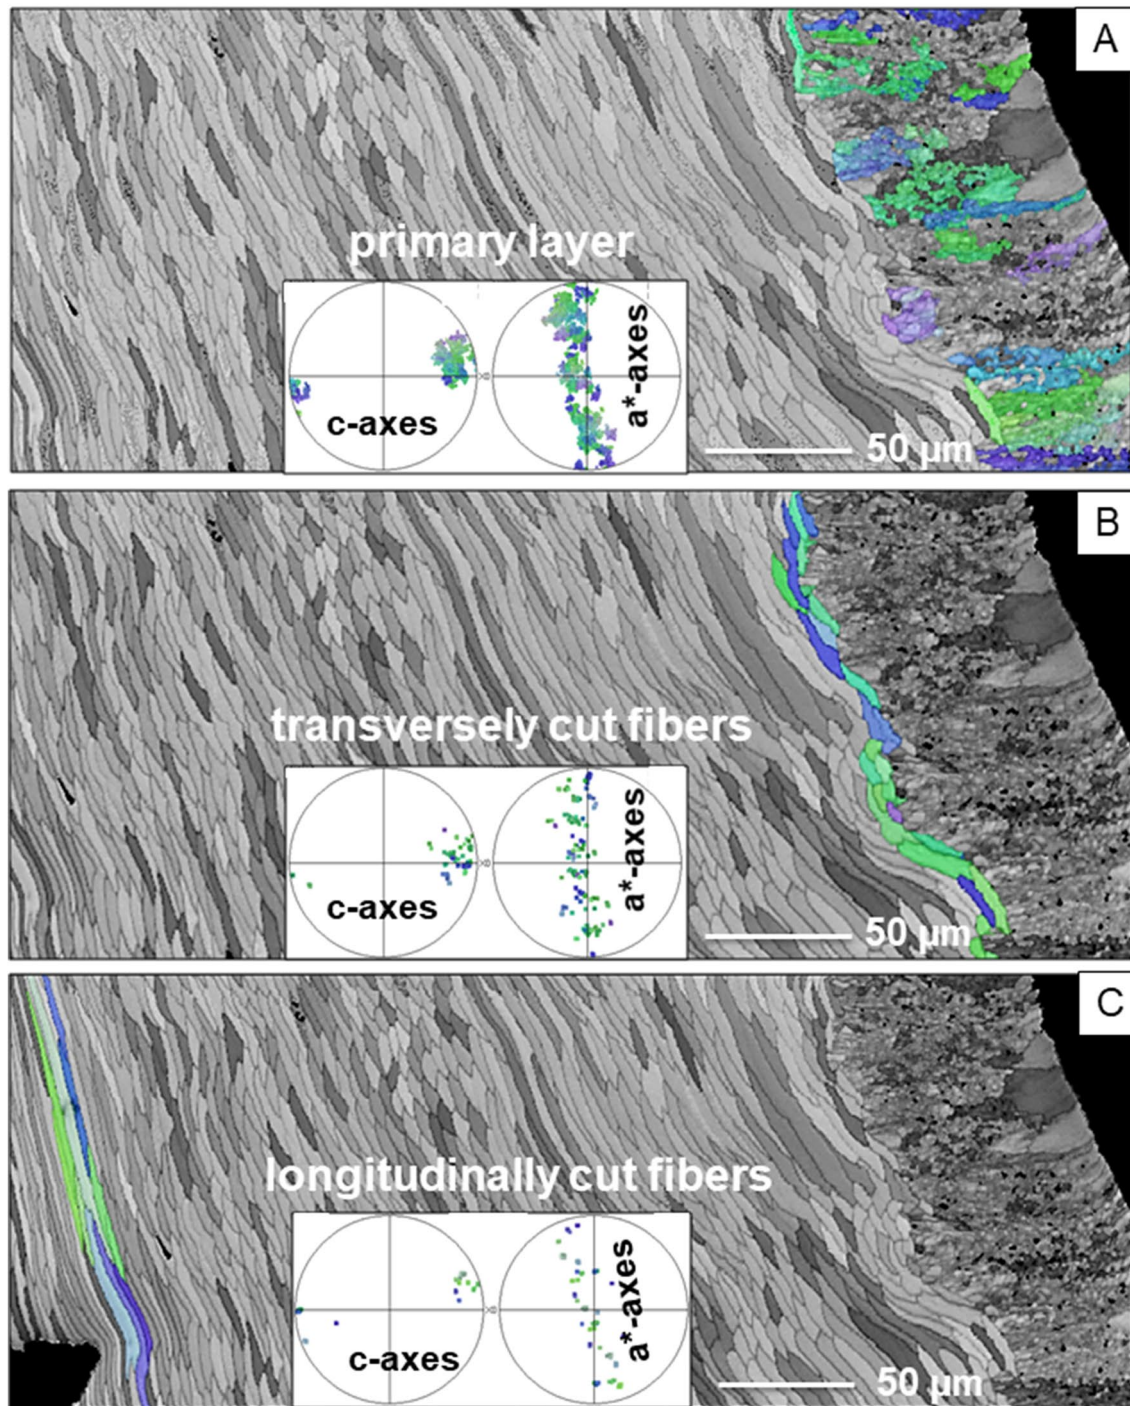 A
primary layer
c-axes
a*-axes
50 µm
B
transversely cut fibers
c-axes
a*-axes
50 µm
C
longitudinally cut fibers
c-axes
a*-axes
50 µm